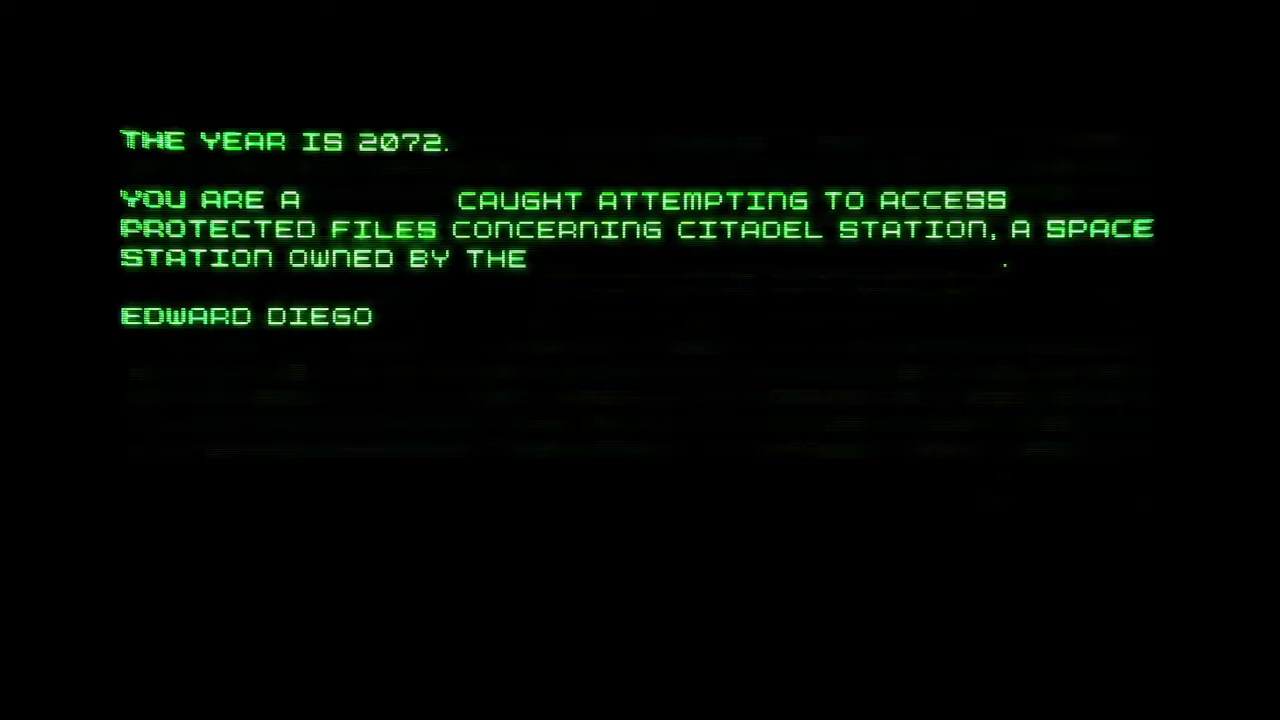 THE YEAR IS 2072.
YOU ARE A CAUGHT ATTEMPTING TO ACCESS
PROTECTED FILES CONCERNING CITADEL STATION, A SPACE
STATION OWNED BY THE .
EDWARD DIEGO